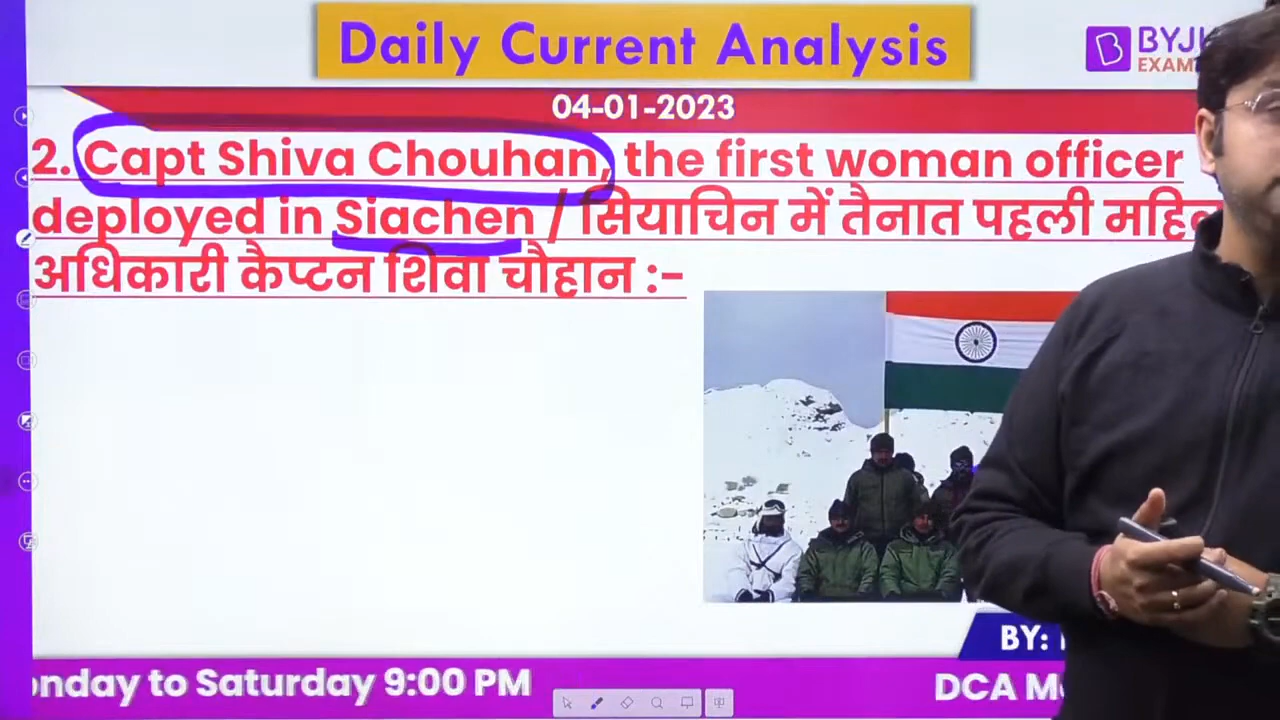 Daily Current Analysis
04-01-2023
2. Capt Shiva Chouhan, the first woman officer
deployed in Siachen / सियाचिन में तैनात पहली
अधिकारी कैप्टन शिवा चौहान :-
BY:
to Saturday 9:00 PM
DCA